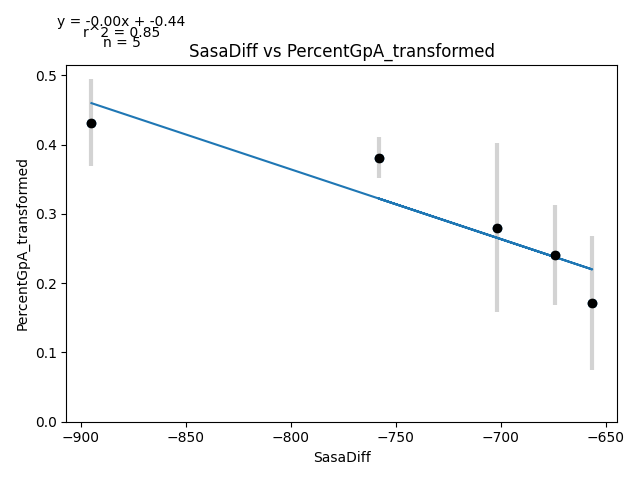 y = -0.00x + -0.44
r^2 = 0.85
n = 5
SasaDiff vs PercentGpA_transformed
PercentGpA_transformed
0.5
0.4
0.3
0.2
0.1
0.0
−900
−850
−800
−750
−700
−650
SasaDiff